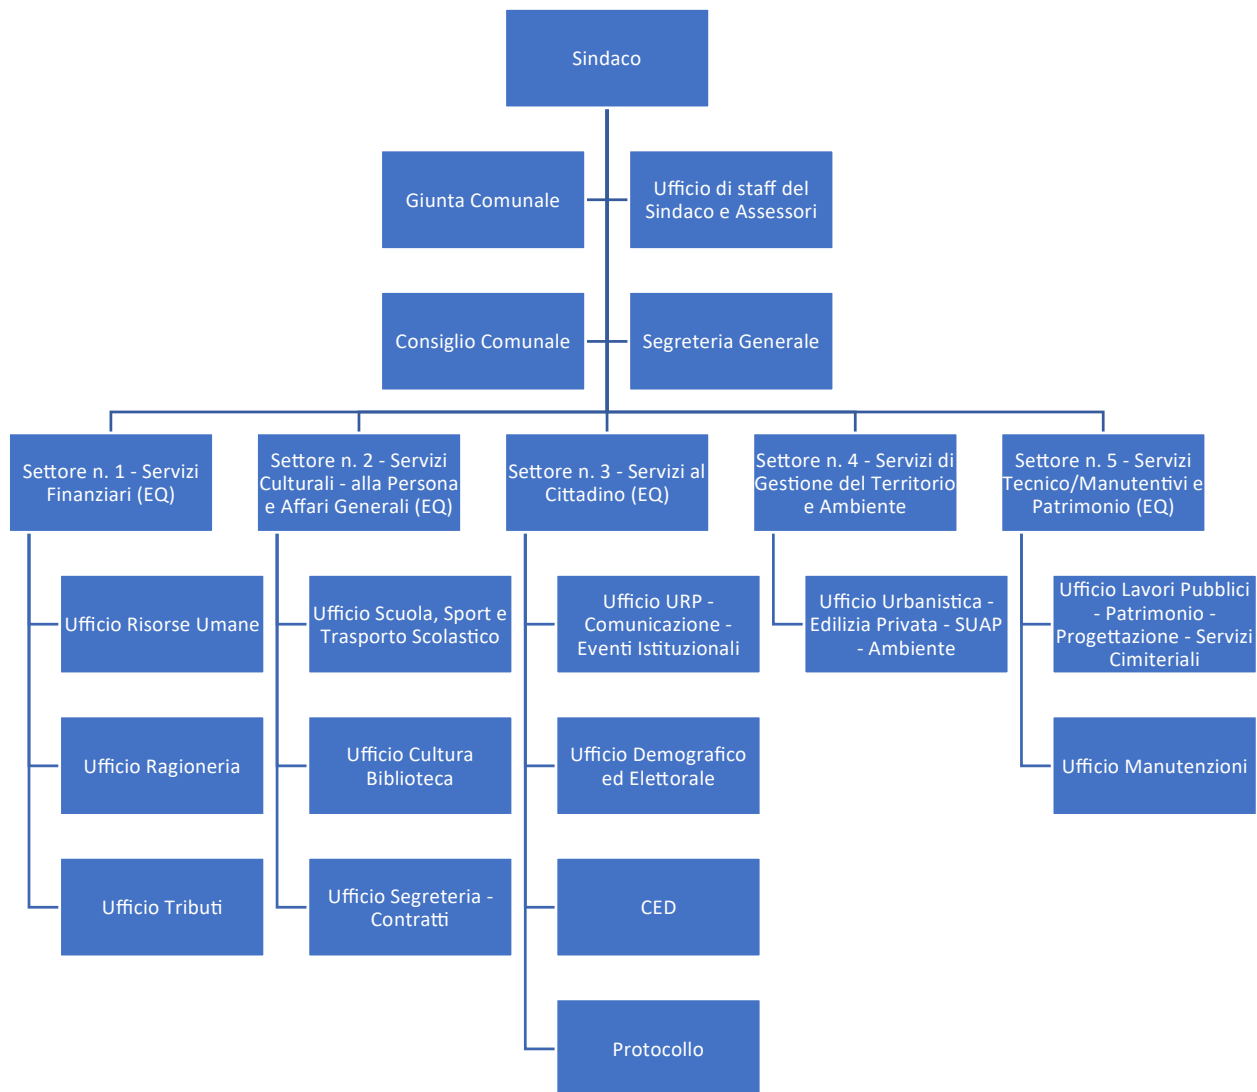 Sindaco
Giunta Comunale
Ufficio di staff del
Sindaco e Assessori
Consiglio Comunale
Segreteria Generale
Settore n. 1 - Servizi
Finanziari (EQ)
Settore n. 2 - Servizi
Culturali - alla Persona
e Affari Generali (EQ)
Settore n. 3 - Servizi al
Cittadino (EQ)
Settore n. 4 - Servizi di
Gestione del Territorio
e Ambiente
Settore n. 5 - Servizi
Tecnico/Manutentivi e
Patrimonio (EQ)
Ufficio Risorse Umane
Ufficio Scuola, Sport e
Trasporto Scolastico
Ufficio URP -
Comunicazione -
Eventi Istituzionali
Ufficio Urbanistica -
Edilizia Privata - SUAP
- Ambiente
Ufficio Lavori Pubblici
- Patrimonio -
Progettazione - Servizi
Cimiteriali
Ufficio Ragioneria
Ufficio Cultura
Biblioteca
Ufficio Demografico
ed Elettorale
Ufficio Manutenzioni
Ufficio Tributi
Ufficio Segreteria -
Contratti
CED
Protocollo